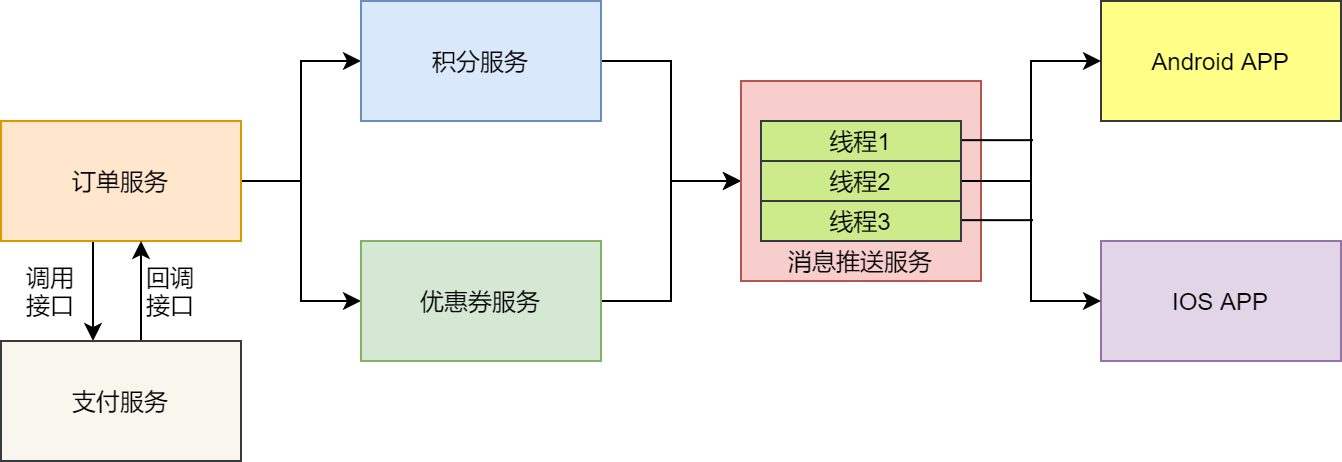 订单服务
调用
接口
回调
接口
支付服务
积分服务
优惠券服务
线程1
线程2
线程3
消息推送服务
Android APP
IOS APP